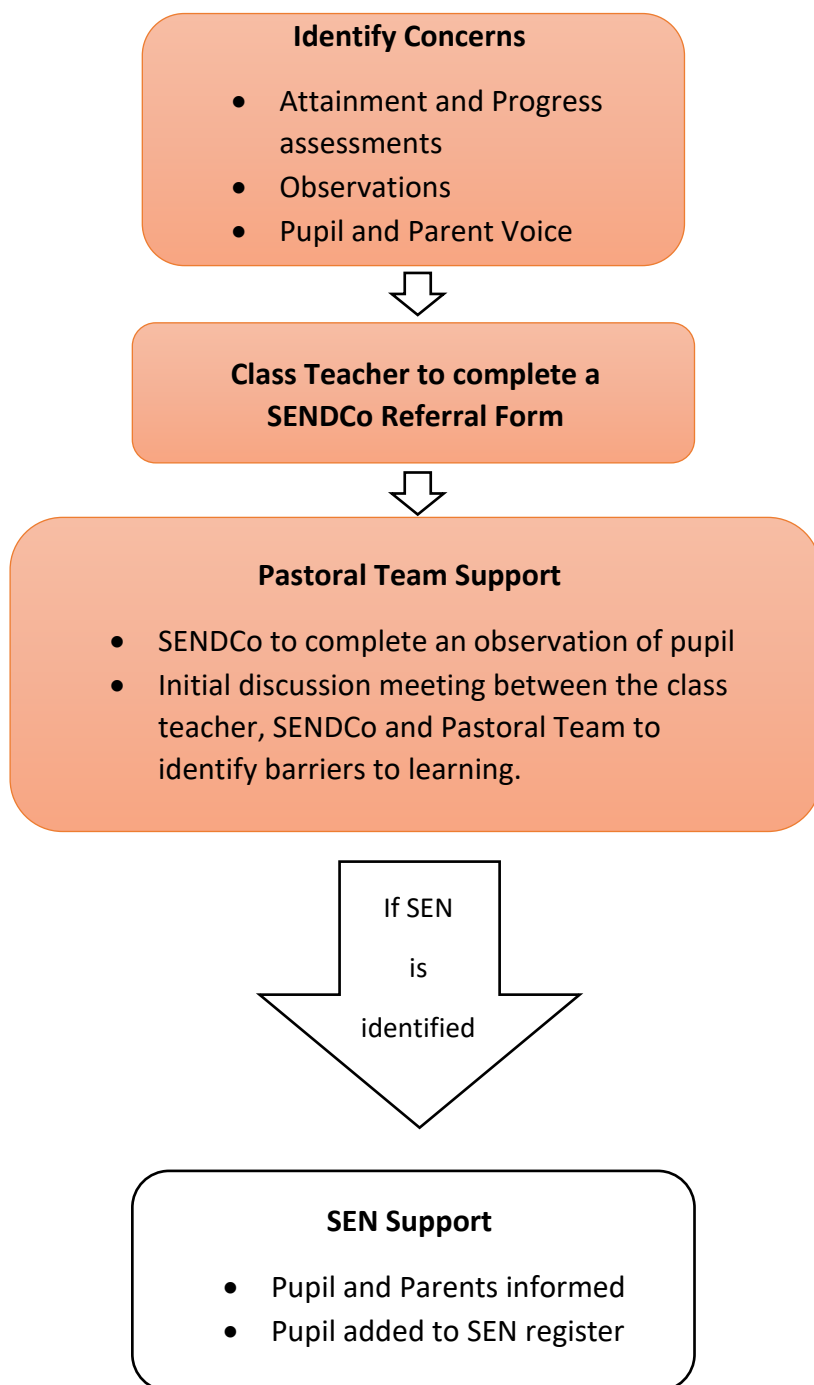 Identify Concerns
• Attainment and Progress
assessments
• Observations
• Pupil and Parent Voice
Class Teacher to complete a
SENDCo Referral Form
Pastoral Team Support
• SENDCo to complete an observation of pupil
• Initial discussion meeting between the class
teacher, SENDCo and Pastoral Team to
identify barriers to learning.
If SEN
is
identified
SEN Support
• Pupil and Parents informed
• Pupil added to SEN register